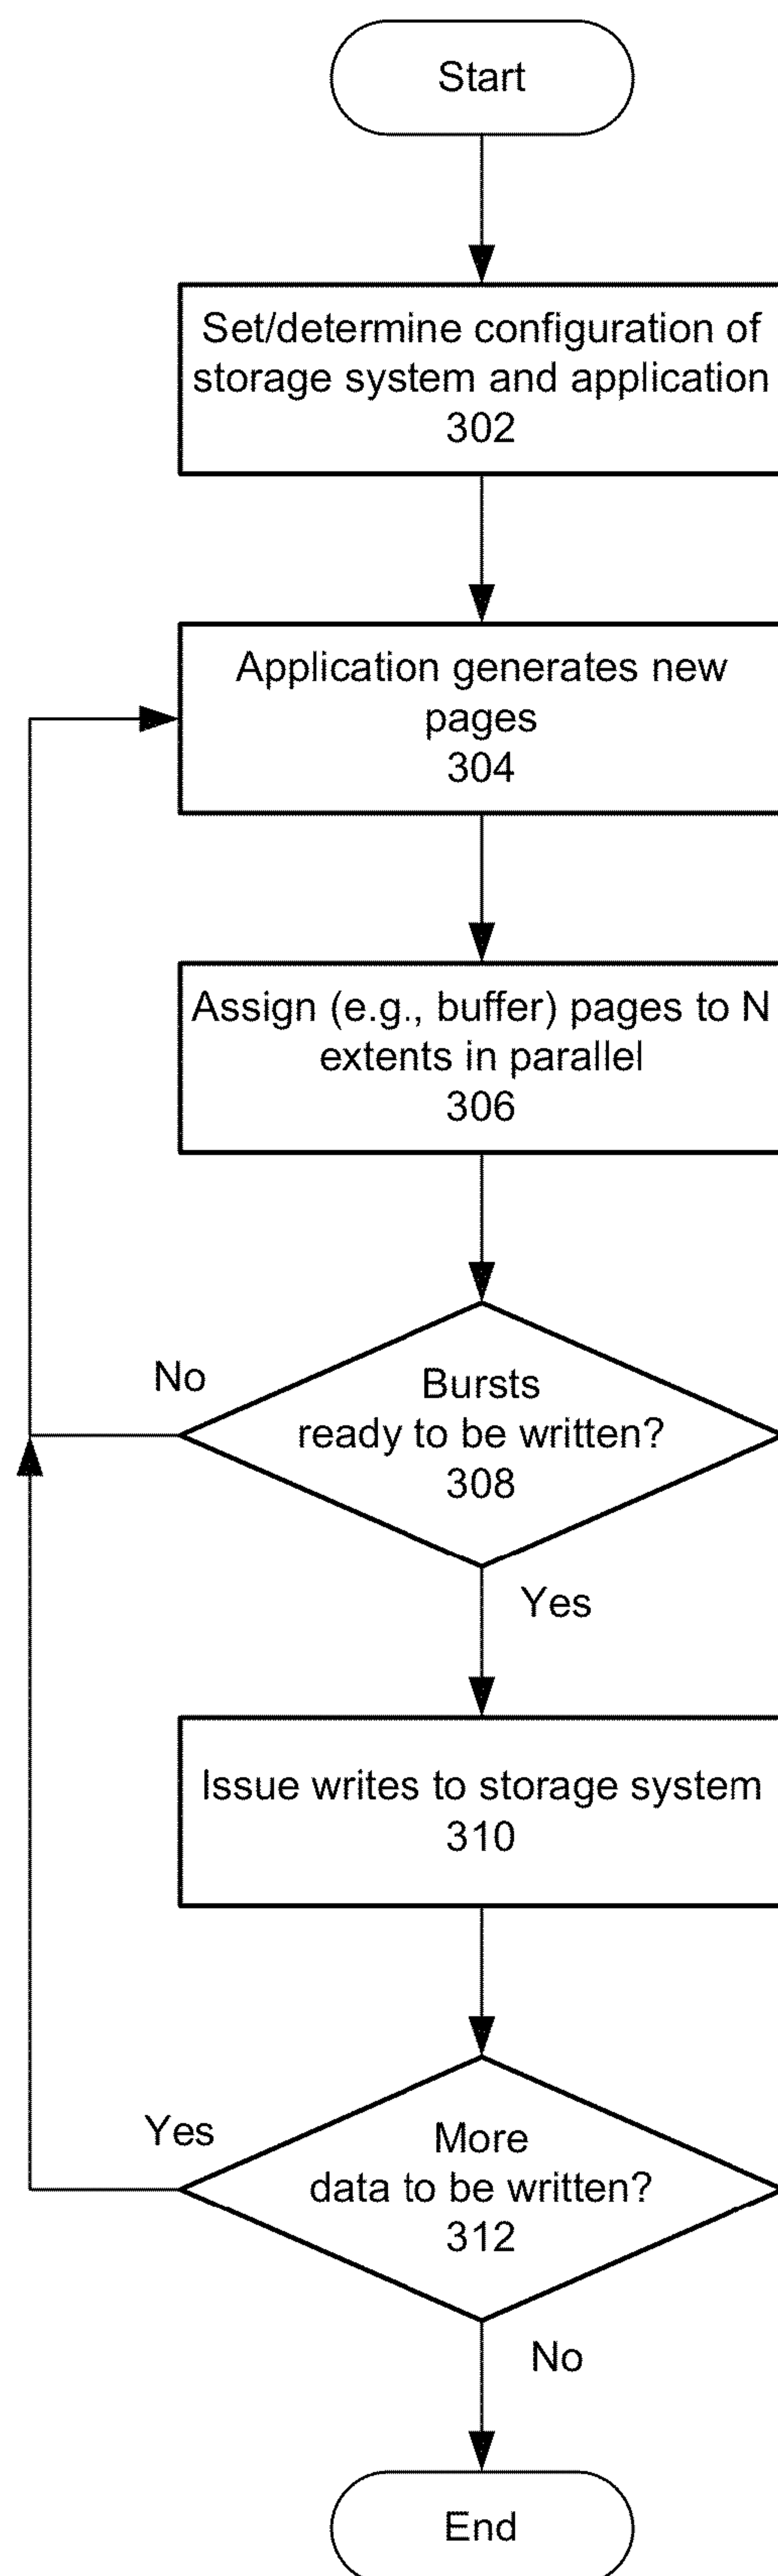 Start
Set/determine configuration of
storage system and application
302
Application generates new
pages
304
Assign (e.g., buffer) pages to N
extents in parallel
306
No
Bursts
ready to be written?
308
Yes
Issue writes to storage system
310
Yes
More
data to be written?
312
No
End